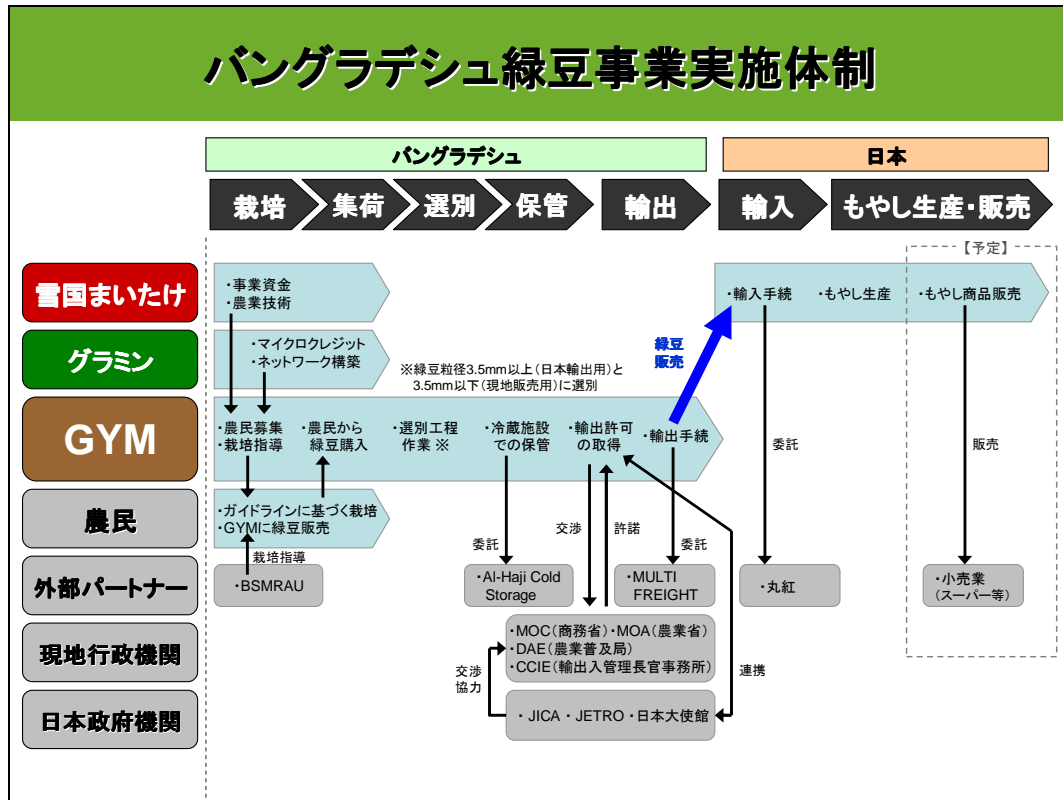 バングラデシュ緑豆事業実施体制
バングラデシュ
日本
栽培
集荷
選別
保管
輸出
輸入
もやし生産・販売
【予定】
雪国まいたけ
・事業資金
・農業技術
・輸入手続
・もやし生産
・もやし商品販売
グラミン
・マイクロクレジット
・ネットワーク構築
※緑豆粒径3.5mm以上(日本輸出用)と
3.5mm以下(現地販売用)に選別
緑豆
販売
GYM
・農民募集
・栽培指導
・農民から
緑豆購入
・選別工程
作業※
・冷蔵施設
での保管
・輸出許可
の取得
・輸出手続
委託
販売
農民
・ガイドラインに基づく栽培
・GYMに緑豆販売
栽培指導
委託
交渉
許諾
委託
外部パートナー
・BSMRAU
・Al-Haji Cold
Storage
・MULTI
FREIGHT
・丸紅
・小売業
(スーパー等)
現地行政機関
・MOC(商務省)・MOA(農業省)
・DAE(農業普及局)
・CCIE(輸出入管理長官事務所)
交渉
協力
連携
日本政府機関
・JICA ・JETRO ・日本大使館